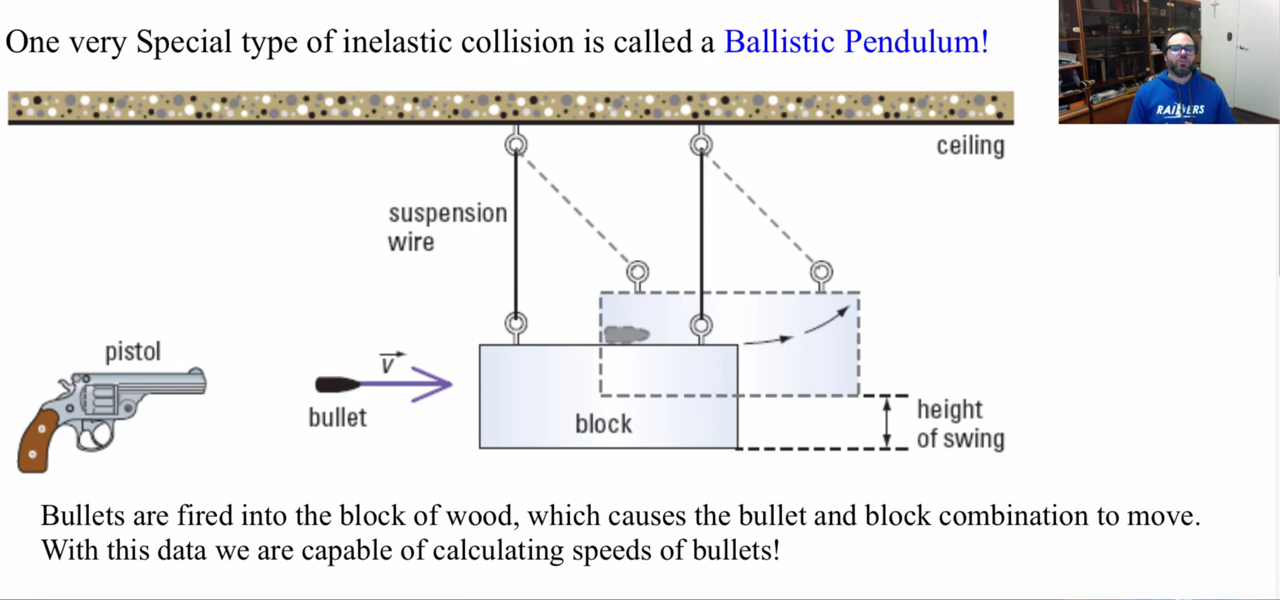 One very Special type of inelastic collision is called a Ballistic Pendulum!
RAIDERS
ceiling
suspension
wire
pistol
v
bullet
block
height
of swing
Bullets are fired into the block of wood, which causes the bullet and block combination to move.
With this data we are capable of calculating speeds of bullets!